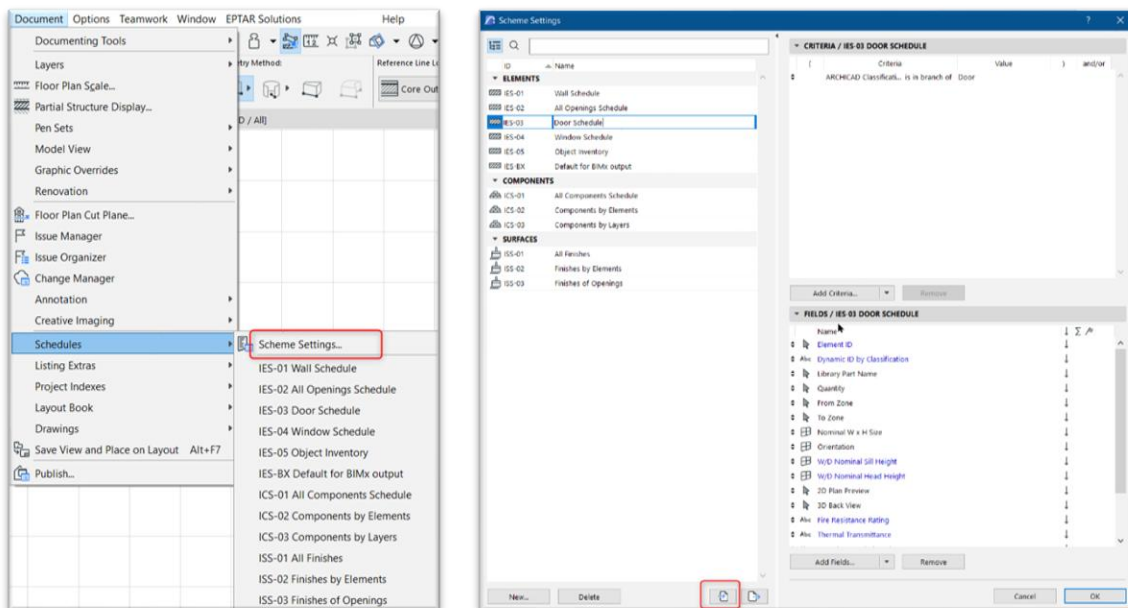 Document Options Teamwork Window EPTAR Solutions Help
Documenting Tools
Layers
Floor Plan Scale...
Partial Structure Display...
Pen Sets
Model View
Graphic Overrides
Renovation
Floor Plan Cut Plane...
Issue Manager
Issue Organizer
Change Manager
Annotation
Creative Imaging
Schedules
Listing Extras
Project Indexes
Layout Book
Drawings
Save View and Place on Layout Alt+F7
Publish...
try Method:
Reference Line L
Core Out
D / All]
Scheme Settings...
IES-01 Wall Schedule
IES-02 All Openings Schedule
IES-03 Door Schedule
IES-04 Window Schedule
IES-05 Object Inventory
IES-BX Default for BIMx output
ICS-01 All Components Schedule
ICS-02 Components by Elements
ICS-03 Components by Layers
ISS-01 All Finishes
ISS-02 Finishes by Elements
ISS-03 Finishes of Openings
Scheme Settings ? X
ID Name
ELEMENTS
IES-01 Wall Schedule
IES-02 All Openings Schedule
IES-03 Door Schedule
IES-04 Window Schedule
IES-05 Object Inventory
IES-BX Default for BIMx output
COMPONENTS
ICS-01 All Components Schedule
ICS-02 Components by Elements
ICS-03 Components by Layers
SURFACES
ISS-01 All Finishes
ISS-02 Finishes by Elements
ISS-03 Finishes of Openings
New... Delete
CRITERIA / IES-03 DOOR SCHEDULE
( Criteria Value ) and/or
ARCHICAD Classificati... is in branch of Door
Add Criteria... Remove
FIELDS / IES-03 DOOR SCHEDULE
Name
Element ID
Abc Dynamic ID by Classification
Library Part Name
Quantity
From Zone
To Zone
Nominal W x H Size
Orientation
W/D Nominal Sill Height
W/D Nominal Head Height
2D Plan Preview
3D Back View
Abc Fire Resistance Rating
Abc Thermal Transmittance
Add Fields... Remove
Cancel OK